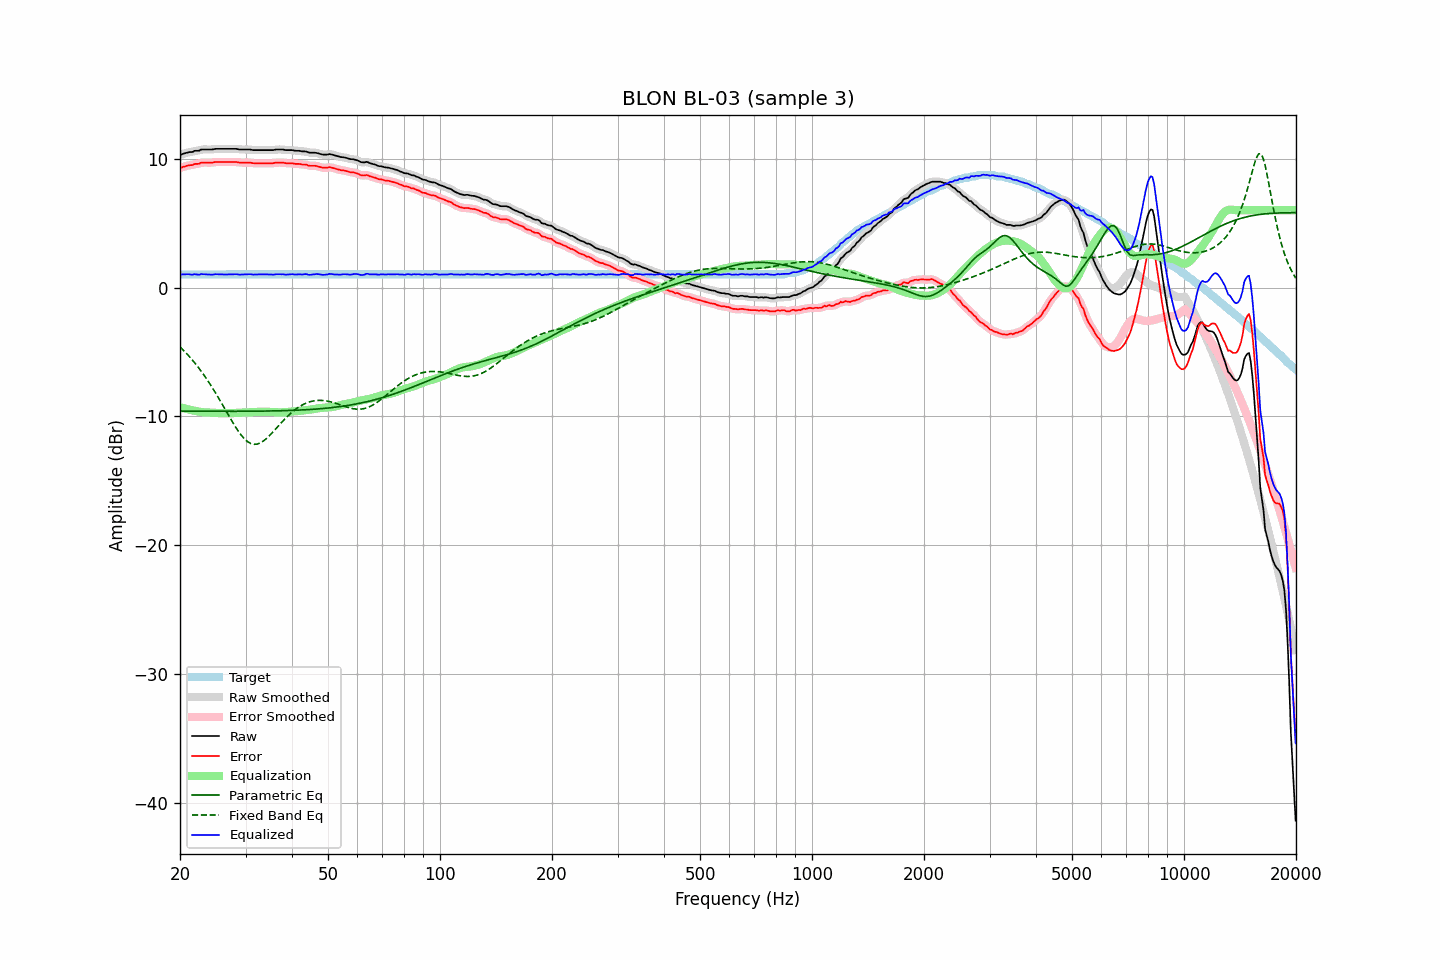 BLON BL-03 (sample 3)
10
0
−10
−20
−30
−40
Amplitude (dBr)
Target
Raw Smoothed
Error Smoothed
Raw
Error
Equalization
Parametric Eq
Fixed Band Eq
Equalized
20 50 100 200 500 1000 2000 5000 10000 20000
Frequency (Hz)